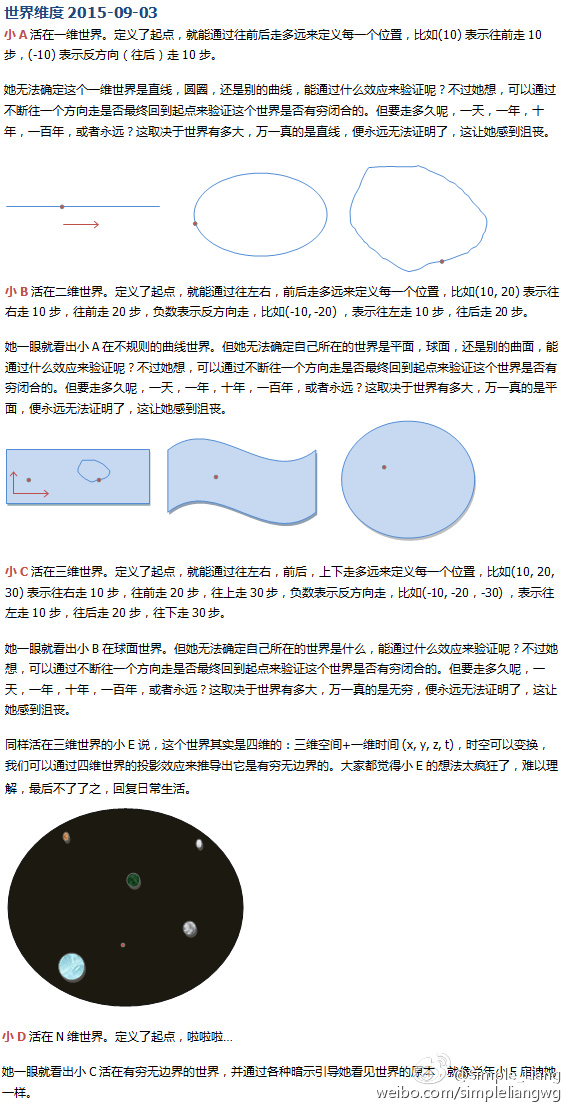 世界维度 2015-09-03
小 A 活在一维世界。定义了起点，就能通过往前后走多远来定义每一个位置，比如(10) 表示往前走 10
步，(-10) 表示反方向（往后）走 10 步。
她无法确定这个一维世界是直线，圆圈，还是别的曲线，能通过什么效应来验证呢？不过她想，可以通过
不断往一个方向走是否最终回到起点来验证这个世界是否有穷闭合的。但要走多久呢，一天，一年，十
年，一百年，或者永远？这取决于世界有多大，万一真的是直线，便永远无法证明了，这让她感到沮丧。
小 B 活在二维世界。定义了起点，就能通过往左右，前后走多远来定义每一个位置，比如(10, 20) 表示往
右走 10 步，往前走 20 步，负数表示反方向走，比如(-10, -20) ，表示往左走 10 步，往后走 20 步。
她一眼就看出小 A 在不规则的曲线世界。但她无法确定自己所在的世界是平面，球面，还是别的曲面，能
通过什么效应来验证呢？不过她想，可以通过不断往一个方向走是否最终回到起点来验证这个世界是否有
穷闭合的。但要走多久呢，一天，一年，十年，一百年，或者永远？这取决于世界有多大，万一真的是平
面，便永远无法证明了，这让她感到沮丧。
小 C 活在三维世界。定义了起点，就能通过往左右，前后，上下走多远来定义每一个位置，比如(10, 20,
30) 表示往右走 10 步，往前走 20 步，往上走 30 步，负数表示反方向走，比如(-10, -20 , -30) ，表示往
左走 10 步，往后走 20 步，往下走 30 步。
她一眼就看出小 B 在球面世界。但她无法确定自己所在的世界是什么，能通过什么效应来验证呢？不过她
想，可以通过不断往一个方向走是否最终回到起点来验证这个世界是否有穷闭合的。但要走多久呢，一
天，一年，十年，一百年，或者永远？这取决于世界有多大，万一真的是无穷，便永远无法证明了，这让
她感到沮丧。
同样活在三维世界的小 E 说，这个世界其实是四维的：三维空间+一维时间 (x, y, z, t)，时空可以变换，
我们可以通过四维世界的投影效应来推导出它是有穷无边界的。大家都觉得小 E 的想法太疯狂了，难以理
解，最后不了了之，回复日常生活。
小 D 活在 N 维世界。定义了起点，啦啦啦...
她一眼就看出小 C 活在有穷无边界的世界，并通过各种暗示引导她看见世界的原本，就像当年小 E 启迪她
一样。
@simple_liang
weibo.com/simpleliangwg